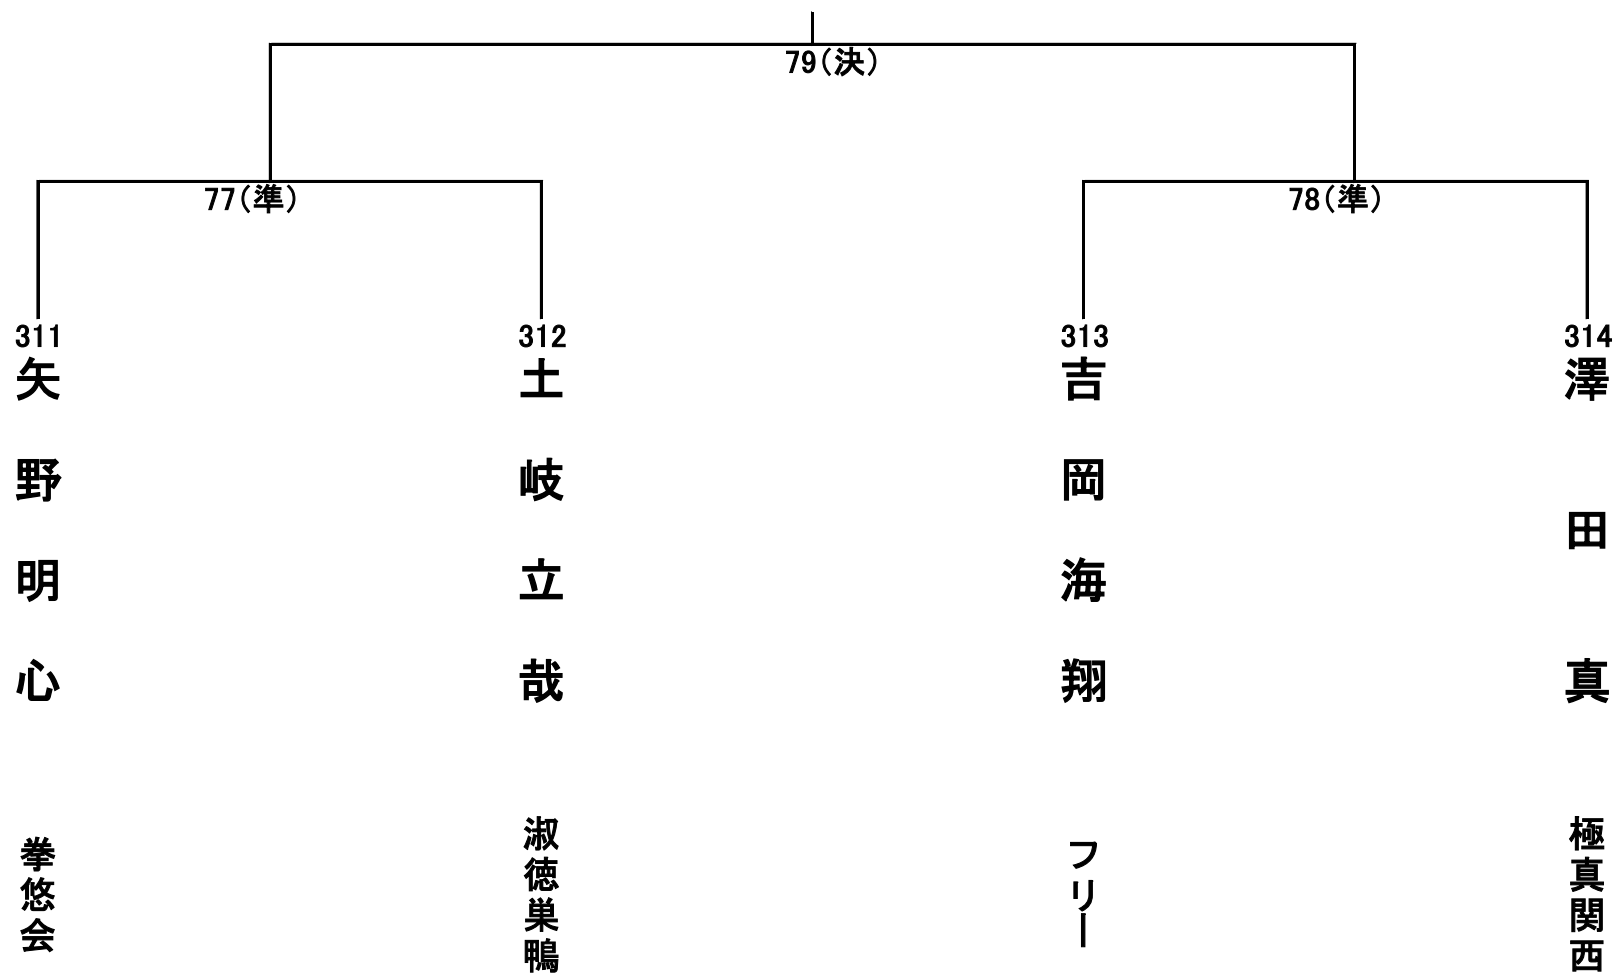 79(決)
77(準)
78(準)
311
312
313
314
矢野明心
土岐立哉
吉岡海翔
澤田真
拳悠会
淑徳巣鴨
フリー
極真関西